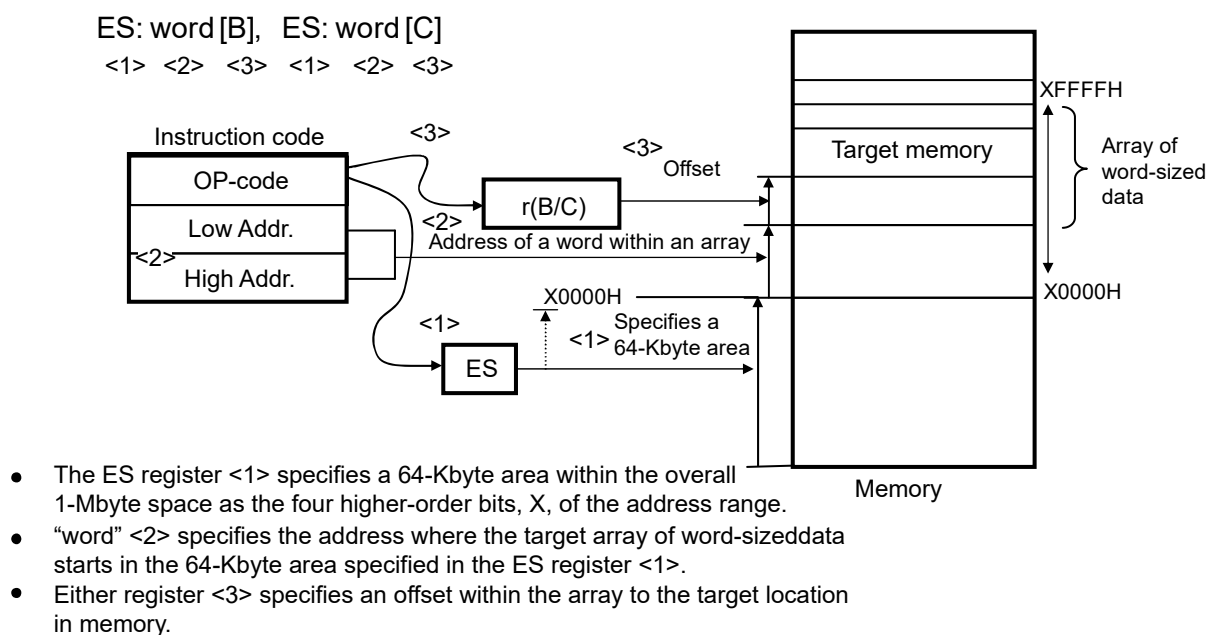 ES: word [B],   ES: word [C]
<1>   <2>   <3>   <1>   <2>   <3>
Instruction code
OP-code
Low Addr.
<2>
High Addr.
<3>
r(B/C)
<3>
Offset
<2>
Address of a word within an array
<1>
ES
X0000H
<1>
Specifies a
64-Kbyte area
Target memory
XFFFFH
Array of
word-sized
data
X0000H
Memory
• The ES register <1> specifies a 64-Kbyte area within the overall
1-Mbyte space as the four higher-order bits, X, of the address range.
• “word” <2> specifies the address where the target array of word-sizeddata
starts in the 64-Kbyte area specified in the ES register <1>.
• Either register <3> specifies an offset within the array to the target location
in memory.